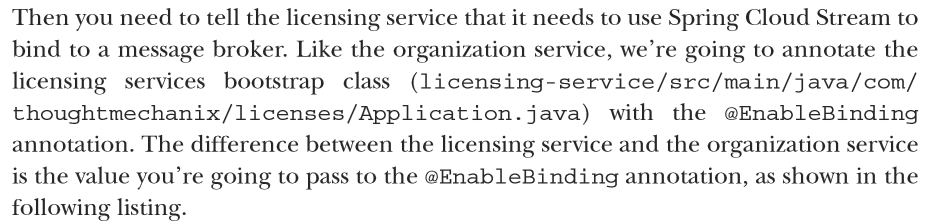 Then you need to tell the licensing service that it needs to use Spring Cloud Stream to
bind to a message broker. Like the organization service, we’re going to annotate the
licensing services bootstrap class (licensing-service/src/main/java/com/
thoughtmechanix/licenses/Application.java) with the @EnableBinding
annotation. The difference between the licensing service and the organization service
is the value you’re going to pass to the @EnableBinding annotation, as shown in the
following listing.